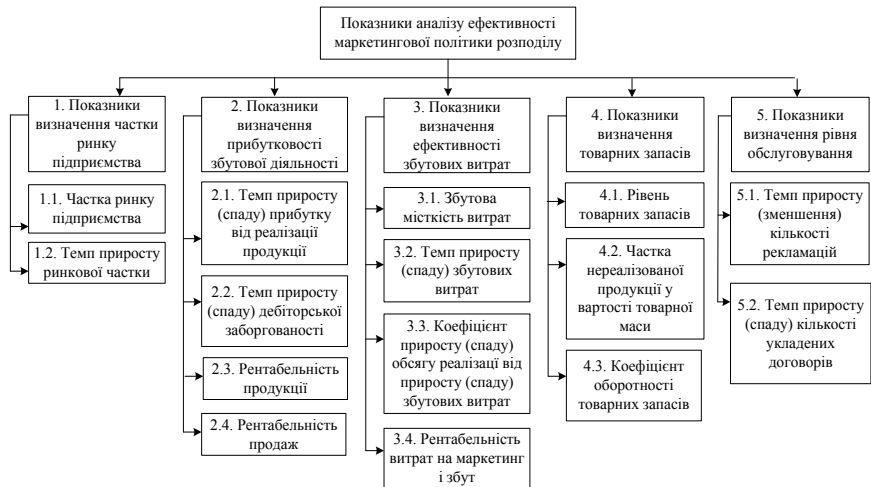 Показники аналізу ефективності
маркетингової політики розподілу
1. Показники
визначення частки
ринку
підприємства
1.1. Частка ринку
підприємства
1.2. Темп приросту
ринкової частки
2. Показники
визначення
прибутковості
збутової діяльності
2.1. Темп приросту
(спаду) прибутку
від реалізації
продукції
2.2. Темп приросту
(спаду) дебіторської
заборгованості
2.3. Рентабельність
продукції
2.4. Рентабельність
продаж
3. Показники
визначення
ефективності
збутових витрат
3.1. Збутова
місткість витрат
3.2. Темп приросту
(спаду) збутових
витрат
3.3. Коефіцієнт
приросту (спаду)
обсягу реалізації від
приросту (спаду)
збутових витрат
3.4. Рентабельність
витрат на маркетинг
і збут
4. Показники
визначення
товарних запасів
4.1. Рівень
товарних запасів
4.2. Частка
нереалізованої
продукції у
вартості товарної
маси
4.3. Коефіцієнт
оборотності
товарних запасів
5. Показники
визначення рівня
обслуговування
5.1. Темп приросту
(зменшення)
кількості
рекламацій
5.2. Темп приросту
(спаду) кількості
укладених
договорів